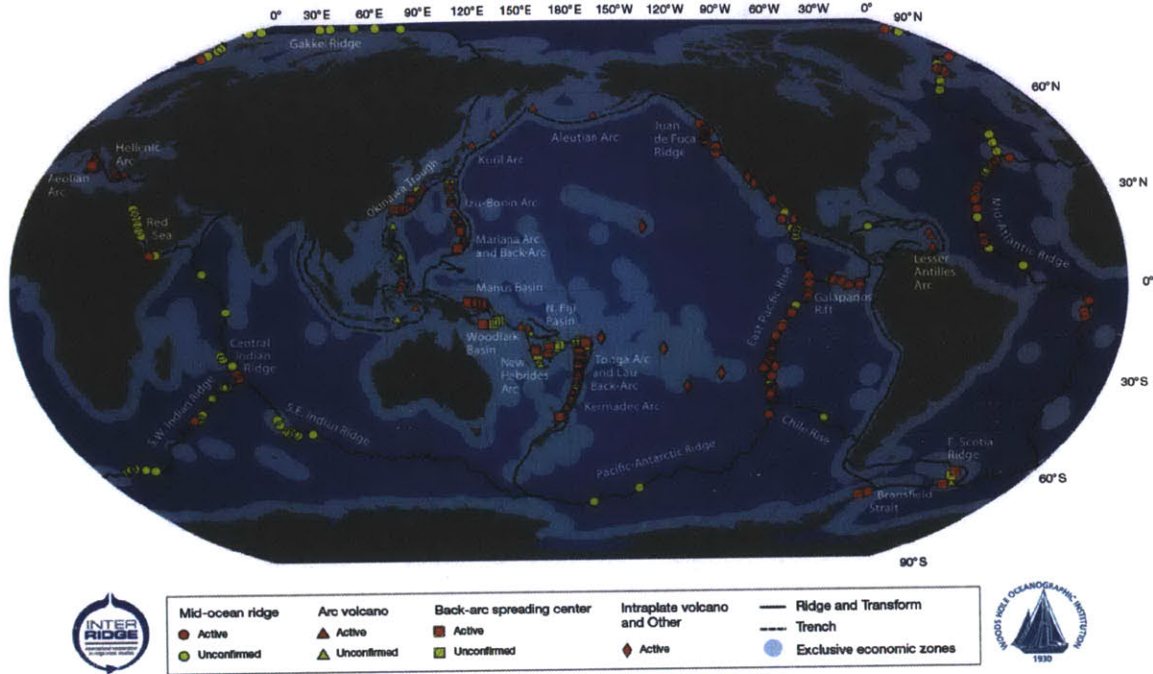 0° 30°E 60°E 90°E 120°E 150°E 180°E 150°W 120°W 90°W 60°W 30°W 0° 90°N
Gakkel Ridge
60°N
Aleutian Arc
Juan
de Fuca
Ridge
Hellenic
Arc
Aeolian
Arc
Kuril Arc
Okinawa Trough
30°N
Izu-Bonin Arc
Red
Sea
Mid-Atlantic Ridge
Mariana Arc
and Back-Arc
Lesser
Antilles
Arc
0°
Manus Basin
Galapagos
Rift
East Pacific Rise
N. Fiji
Basin
Woodlark
Basin
Central
Indian
Ridge
New
Hebrides
Arc
Tonga Arc
and Lau
Back-Arc
30°S
Kermadec Arc
S.W. Indian Ridge
S.E. Indian Ridge
Chile Rise
Pacific-Antarctic Ridge
E. Scotia
Ridge
60°S
Bransfield
Strait
90°S
INTER
RIDGE
Mid-ocean ridge
Active
Unconfirmed
Arc volcano
Active
Unconfirmed
Back-arc spreading center
Active
Unconfirmed
Intraplate volcano
and Other
Active
Ridge and Transform
Trench
Exclusive economic zones
WOODS HOLE OCEANOGRAPHIC INSTITUTION
1930